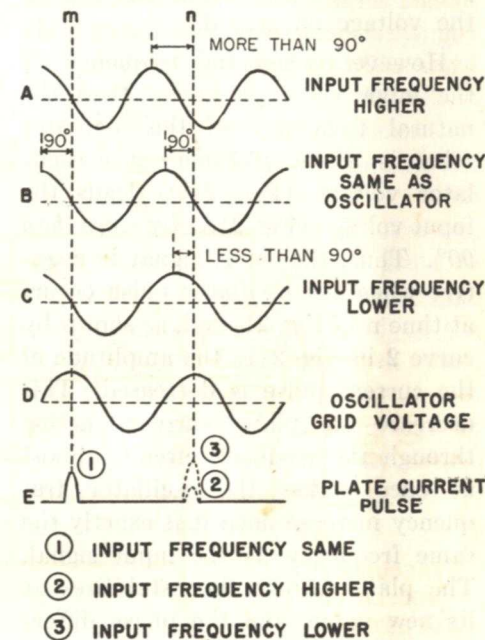 m
n
MORE THAN 90°
A
INPUT FREQUENCY
HIGHER
90°
90°
B
INPUT FREQUENCY
SAME AS
OSCILLATOR
LESS THAN 90°
C
INPUT FREQUENCY
LOWER
D
OSCILLATOR
GRID VOLTAGE
1
3
2
E
PLATE CURRENT
PULSE
1 INPUT FREQUENCY SAME
2 INPUT FREQUENCY HIGHER
3 INPUT FREQUENCY LOWER